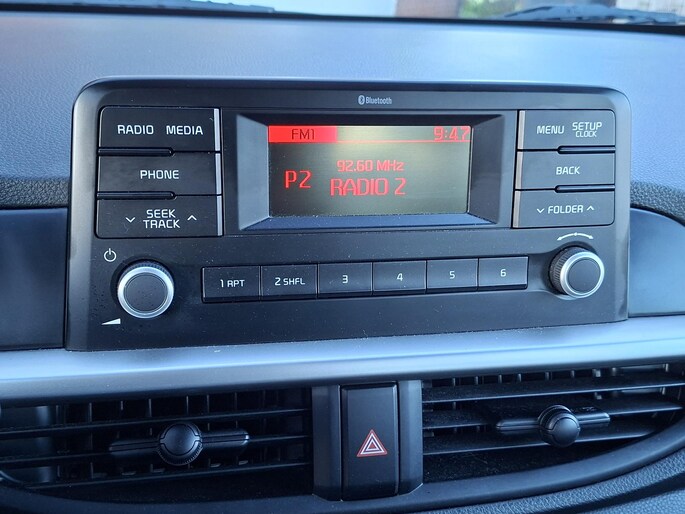 Bluetooth
RADIO MEDIA
PHONE
SEEK
TRACK
FM1 9:47
92.60 MHz
P2 RADIO 2
MENU SETUP
CLOCK
BACK
FOLDER
1 RPT 2 SHFL 3 4 5 6